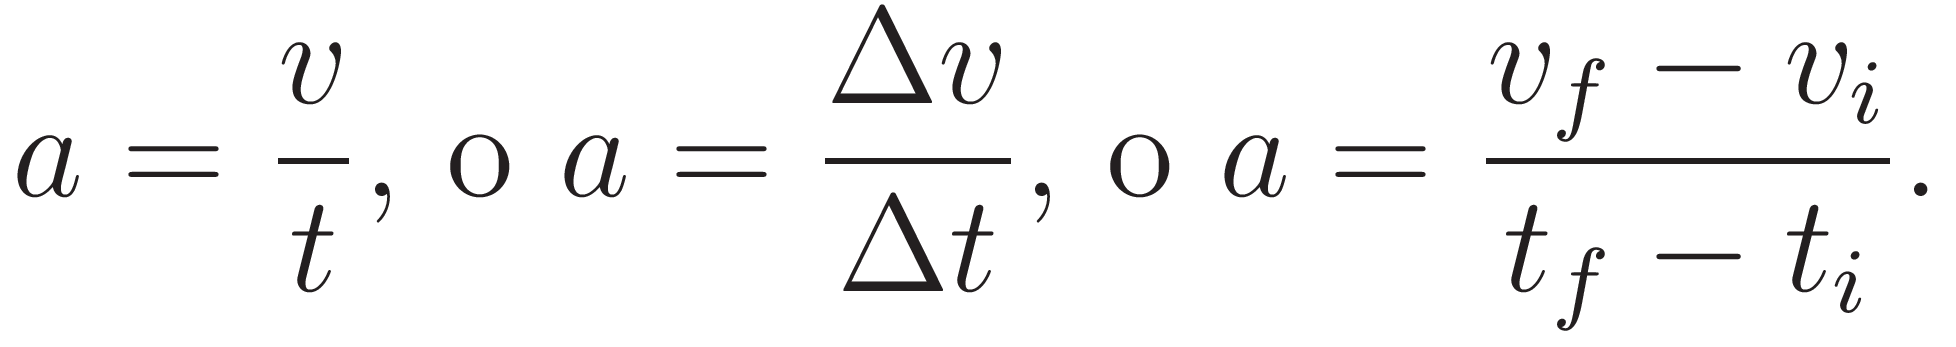 a = v/t, o a = Δv/Δt, o a = (v_f − v_i)/(t_f − t_i).